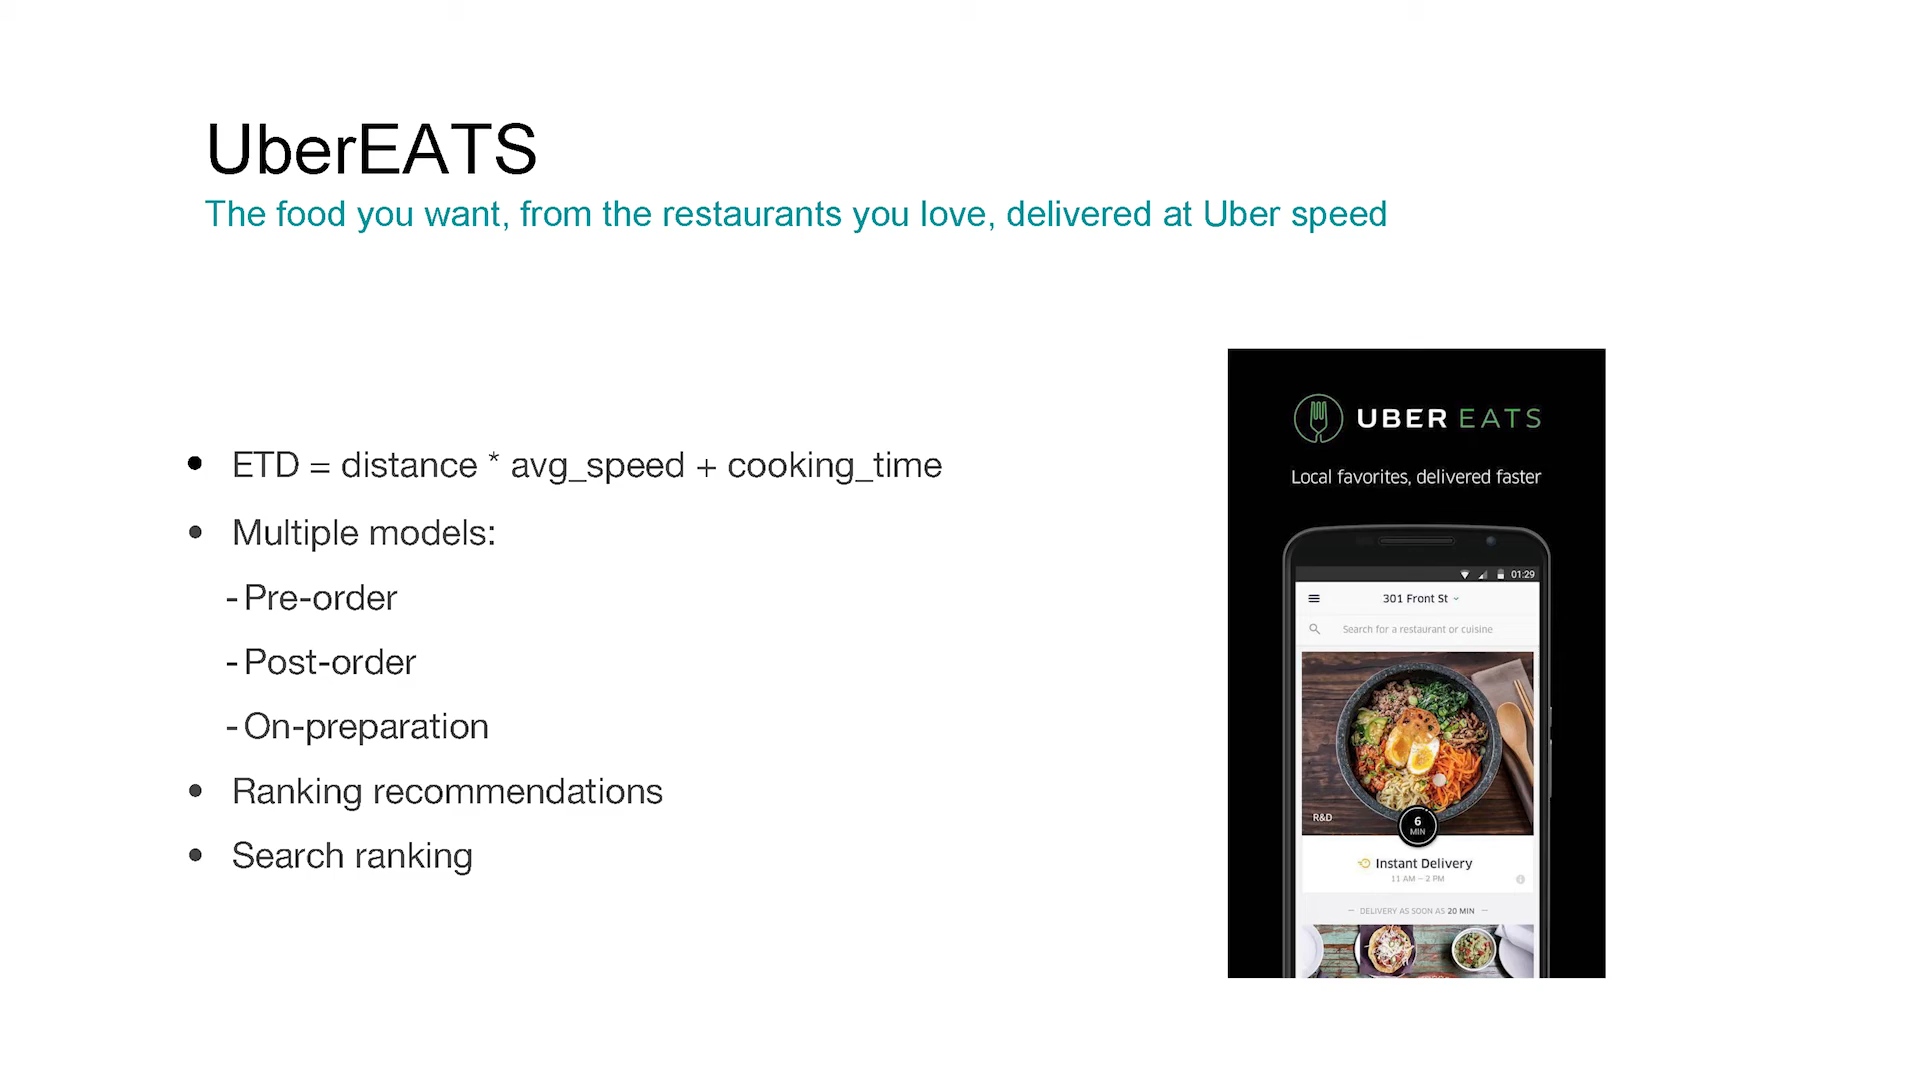 UberEATS
The food you want, from the restaurants you love, delivered at Uber speed
• ETD = distance * avg_speed + cooking_time
• Multiple models:
- Pre-order
- Post-order
- On-preparation
• Ranking recommendations
• Search ranking
UBER EATS
Local favorites, delivered faster
01:29
301 Front St
Search for a restaurant or cuisine
R&D
6
MIN
Instant Delivery
11 AM – 2 PM
— DELIVERY AS SOON AS 20 MIN —